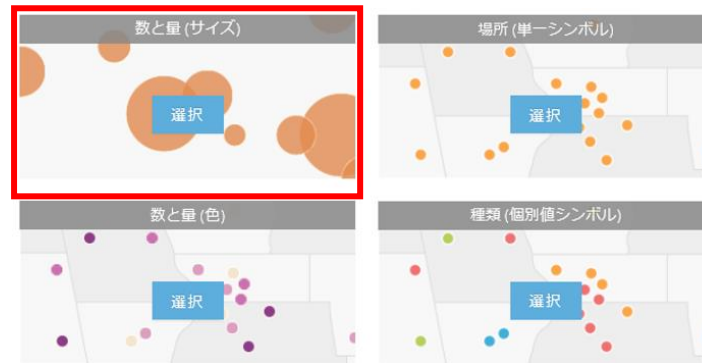 数と量 (サイズ)
選択
場所 (単一シンボル)
選択
数と量 (色)
選択
種類 (個別値シンボル)
選択